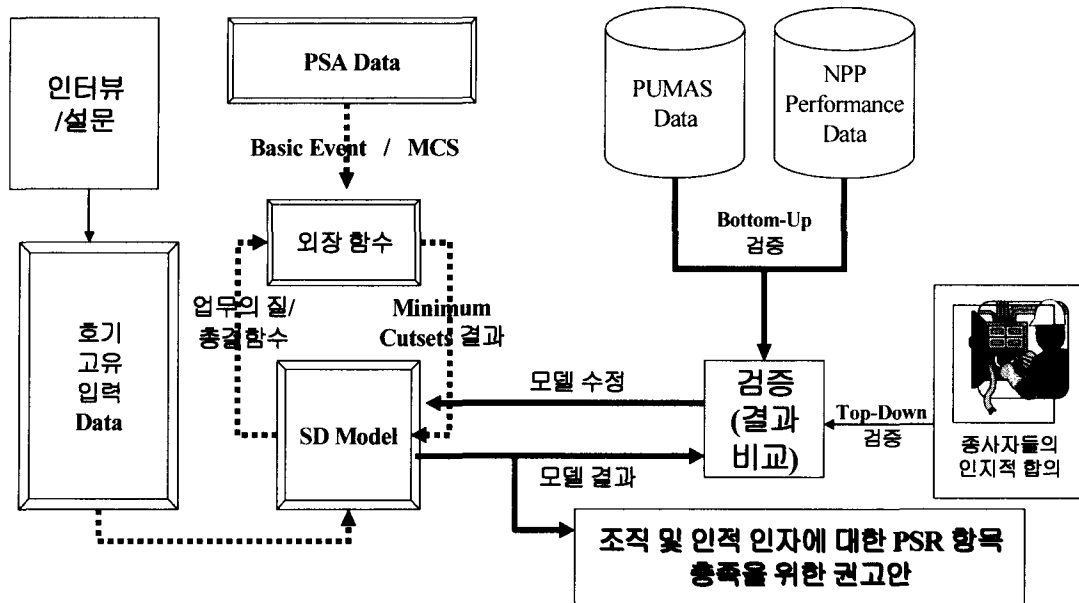 인터뷰
/설문
PSA Data
PUMAS
Data
NPP
Performance
Data
Basic Event / MCS
외장 함수
Bottom-Up
검증
호기
고유
입력
Data
업무의 질/
총결함수
Minimum
Cutsets 결과
SD Model
모델 수정
모델 결과
검증
(결과
비교)
Top-Down
검증
종사자들의
인지적 합의
조직 및 인적 인자에 대한 PSR 항목
충족을 위한 권고안